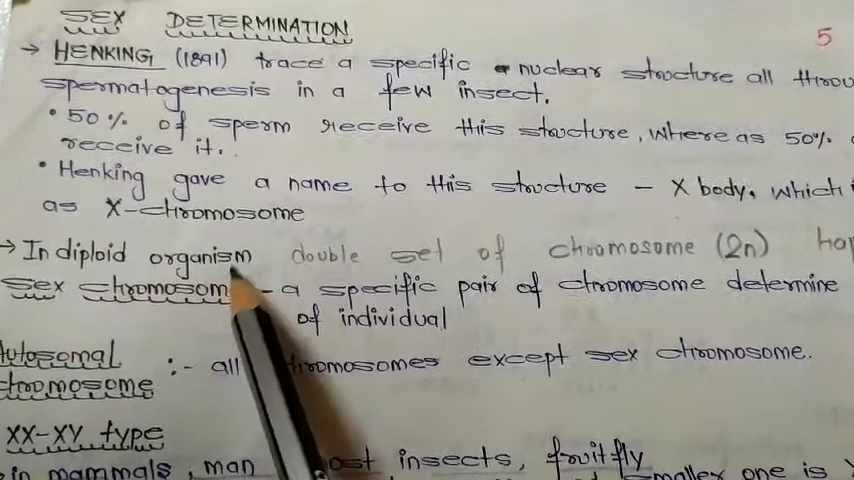 SEX DETERMINATION
5
→ HENKING (1891) trace a specific nuclear structure all
spermatogenesis in a few insect.
• 50% of sperm receive this structure, where as 50%
receive it.
• Henking gave a name to this structure - X body. Which
as X-chromosome
→ In diploid organism double set of chromosome (2n)
Sex chromosom - a specific pair of chromosome determine
of individual
:- all chromosomes except sex chromosome.
chromosome
XX-XY type
in mammals, man insects, fruitfly
smaller one is